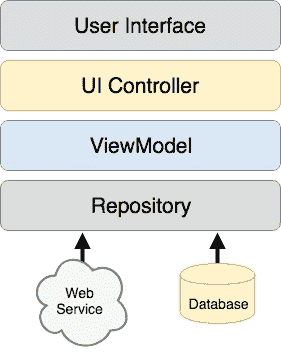 User Interface
UI Controller
ViewModel
Repository
Web
Service
Database